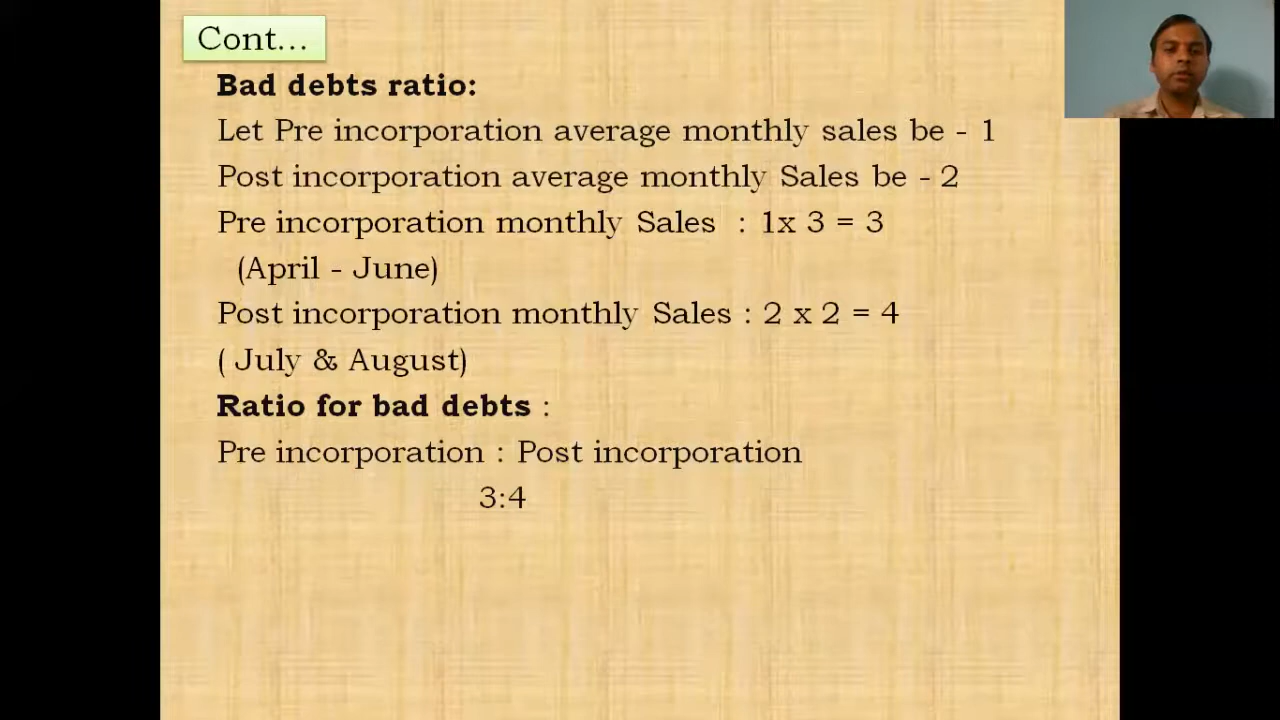 Cont...
Bad debts ratio:
Let Pre incorporation average monthly sales be - 1
Post incorporation average monthly Sales be - 2
Pre incorporation monthly Sales : 1x 3 = 3
(April - June)
Post incorporation monthly Sales : 2 x 2 = 4
( July & August)
Ratio for bad debts :
Pre incorporation : Post incorporation
3:4